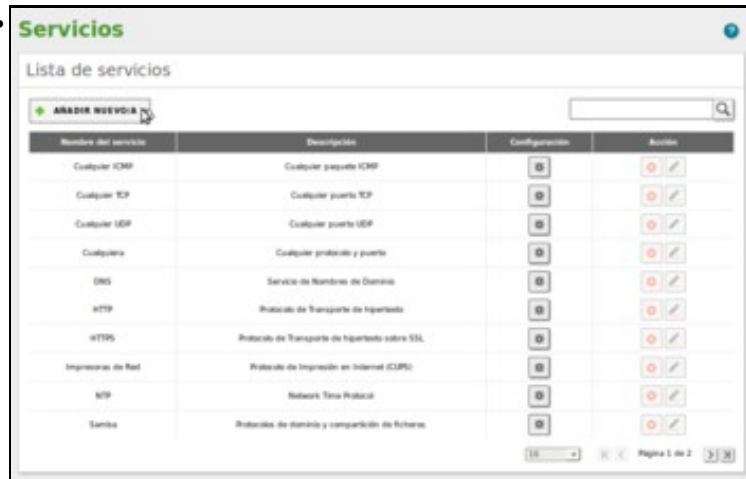 Servicios
Lista de servicios
AÑADIR NUEVO/A
Nombre del servicio Descripción Configuración Acción
Cualquier ICMP Cualquier paquete ICMP
Cualquier TCP Cualquier puerto TCP
Cualquier UDP Cualquier puerto UDP
Cualquiera Cualquier protocolo y puerto
DNS Servicio de Nombres de Dominio
HTTP Protocolo de Transporte de hipertexto
HTTPS Protocolo de Transporte de hipertexto sobre SSL
Impresoras de Red Protocolo de Impresión en Internet (CUPS)
NTP Network Time Protocol
Samba Protocolos de dominio y compartición de ficheros
10 Página 1 de 2